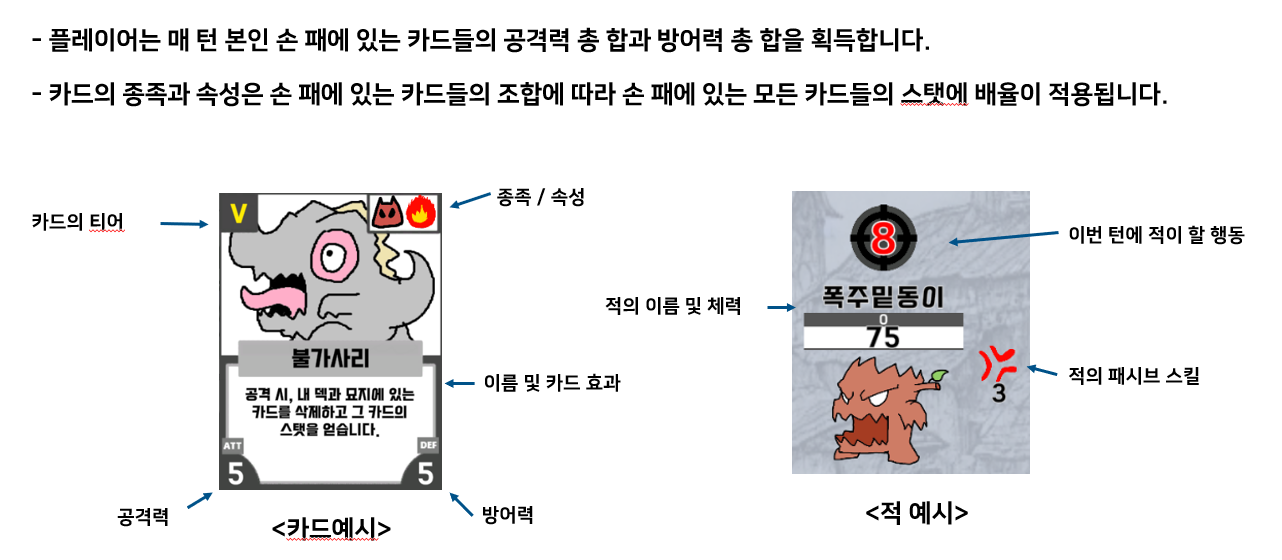 - 플레이어는 매 턴 본인 손 패에 있는 카드들의 공격력 총 합과 방어력 총 합을 획득합니다.
- 카드의 종족과 속성은 손 패에 있는 카드들의 조합에 따라 손 패에 있는 모든 카드들의 스탯에 배율이 적용됩니다.
카드의 티어
V
종족 / 속성
불가사리
공격 시, 내 덱과 묘지에 있는
카드를 삭제하고 그 카드의
스탯을 얻습니다.
이름 및 카드 효과
ATT
5
DEF
5
공격력
방어력
<카드예시>
8
이번 턴에 적이 할 행동
폭주밑동이
적의 이름 및 체력
0
75
3
적의 패시브 스킬
<적 예시>